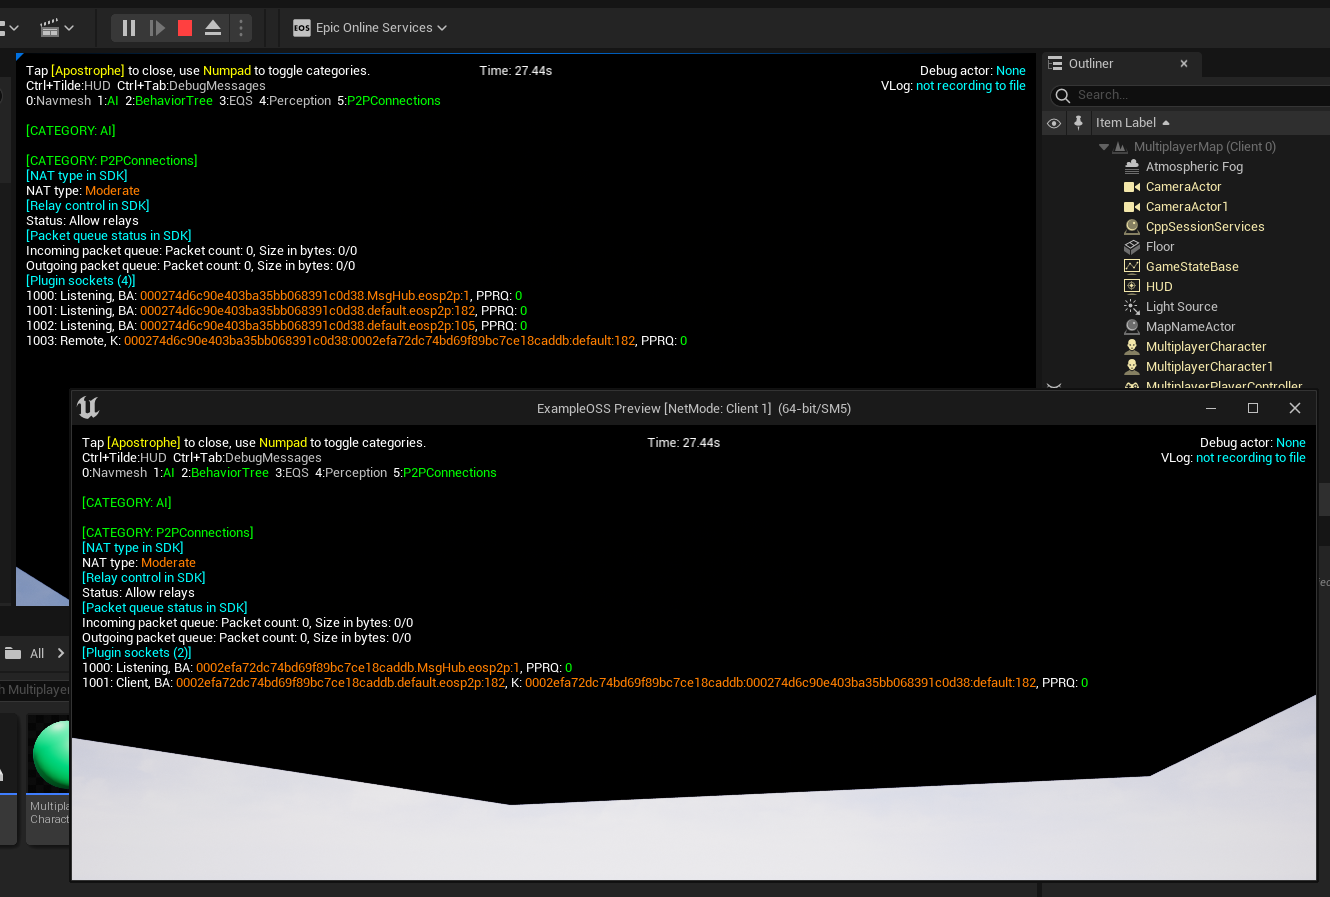 EOS Epic Online Services
Tap [Apostrophe] to close, use Numpad to toggle categories.
Time: 27.44s
Debug actor: None
Ctrl+Tilde:HUD Ctrl+Tab:DebugMessages
VLog: not recording to file
0:Navmesh 1:AI 2:BehaviorTree 3:EQS 4:Perception 5:P2PConnections
[CATEGORY: AI]
[CATEGORY: P2PConnections]
[NAT type in SDK]
NAT type: Moderate
[Relay control in SDK]
Status: Allow relays
[Packet queue status in SDK]
Incoming packet queue: Packet count: 0, Size in bytes: 0/0
Outgoing packet queue: Packet count: 0, Size in bytes: 0/0
[Plugin sockets (4)]
1000: Listening, BA: 000274d6c90e403ba35bb068391c0d38.MsgHub.eosp2p:1, PPRQ: 0
1001: Listening, BA: 000274d6c90e403ba35bb068391c0d38.default.eosp2p:182, PPRQ: 0
1002: Listening, BA: 000274d6c90e403ba35bb068391c0d38.default.eosp2p:105, PPRQ: 0
1003: Remote, K: 000274d6c90e403ba35bb068391c0d38:0002efa72dc74bd69f89bc7ce18caddb:default:182, PPRQ: 0
Outliner
Search...
Item Label
MultiplayerMap (Client 0)
Atmospheric Fog
CameraActor
CameraActor1
CppSessionServices
Floor
GameStateBase
HUD
Light Source
MapNameActor
MultiplayerCharacter
MultiplayerCharacter1
MultiplayerPlayerController
ExampleOSS Preview [NetMode: Client 1] (64-bit/SM5)
Tap [Apostrophe] to close, use Numpad to toggle categories.
Time: 27.44s
Debug actor: None
Ctrl+Tilde:HUD Ctrl+Tab:DebugMessages
VLog: not recording to file
0:Navmesh 1:AI 2:BehaviorTree 3:EQS 4:Perception 5:P2PConnections
[CATEGORY: AI]
[CATEGORY: P2PConnections]
[NAT type in SDK]
NAT type: Moderate
[Relay control in SDK]
Status: Allow relays
[Packet queue status in SDK]
Incoming packet queue: Packet count: 0, Size in bytes: 0/0
Outgoing packet queue: Packet count: 0, Size in bytes: 0/0
[Plugin sockets (2)]
1000: Listening, BA: 0002efa72dc74bd69f89bc7ce18caddb.MsgHub.eosp2p:1, PPRQ: 0
1001: Client, BA: 0002efa72dc74bd69f89bc7ce18caddb.default.eosp2p:182, K: 0002efa72dc74bd69f89bc7ce18caddb:000274d6c90e403ba35bb068391c0d38:default:182, PPRQ: 0
All
h Multiplayer
Multipla
Charact